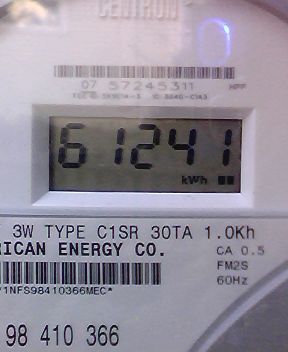 CENTRON
07 57245311
61241
kWh
3W TYPE C1SR 30TA 1.0Kh
RICAN ENERGY CO.
CA 0.5
FM2S
60Hz
1NFS98410366MEC*
98 410 366